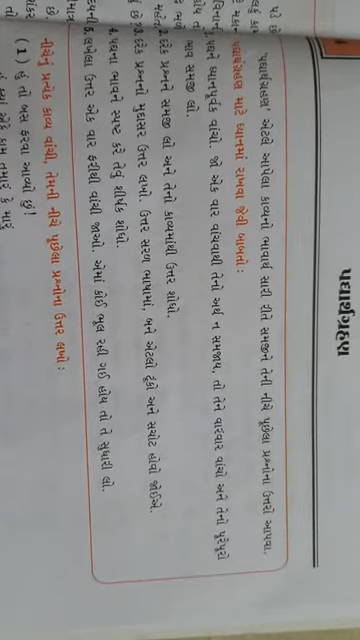 પદ્યાર્થગ્રહણ
'પદ્યાર્થગ્રહણ' એટલે આપેલા કાવ્યનો ભાવાર્થ સારી રીતે સમજીને તેની નીચે પૂછેલા પ્રશ્નોના ઉત્તરો આપવા.
પદ્યાર્થગ્રહણ માટે ધ્યાનમાં રાખવા જેવી બાબતો :
1. પદ્યને ધ્યાનપૂર્વક વાંચો. જો એક વાર વાંચવાથી તેનો અર્થ ન સમજાય, તો તેને વારંવાર વાંચો અને તેનો પૂરેપૂરો
ભાવ સમજી લો.
2. દરેક પ્રશ્નને સમજી લો અને તેનો કાવ્યમાંથી ઉત્તર શોધો.
3. દરેક પ્રશ્નનો મુદ્દાસર ઉત્તર લખો. ઉત્તર સરળ ભાષામાં, બને એટલો ટૂંકો અને સચોટ હોવો જોઈએ.
4. પદ્યના ભાવને સ્પષ્ટ કરે તેવું શીર્ષક શોધો.
5. લખેલા ઉત્તર એક વાર ફરીથી વાંચી જાઓ. એમાં કોઈ ભૂલ રહી ગઈ હોય તો તે સુધારી લો.
નીચેનું પ્રત્યેક કાવ્ય વાંચી, તેમની નીચે પૂછેલા પ્રશ્નોના ઉત્તર લખો :
(1) હું તો બસ ફરવા આવ્યો છું!